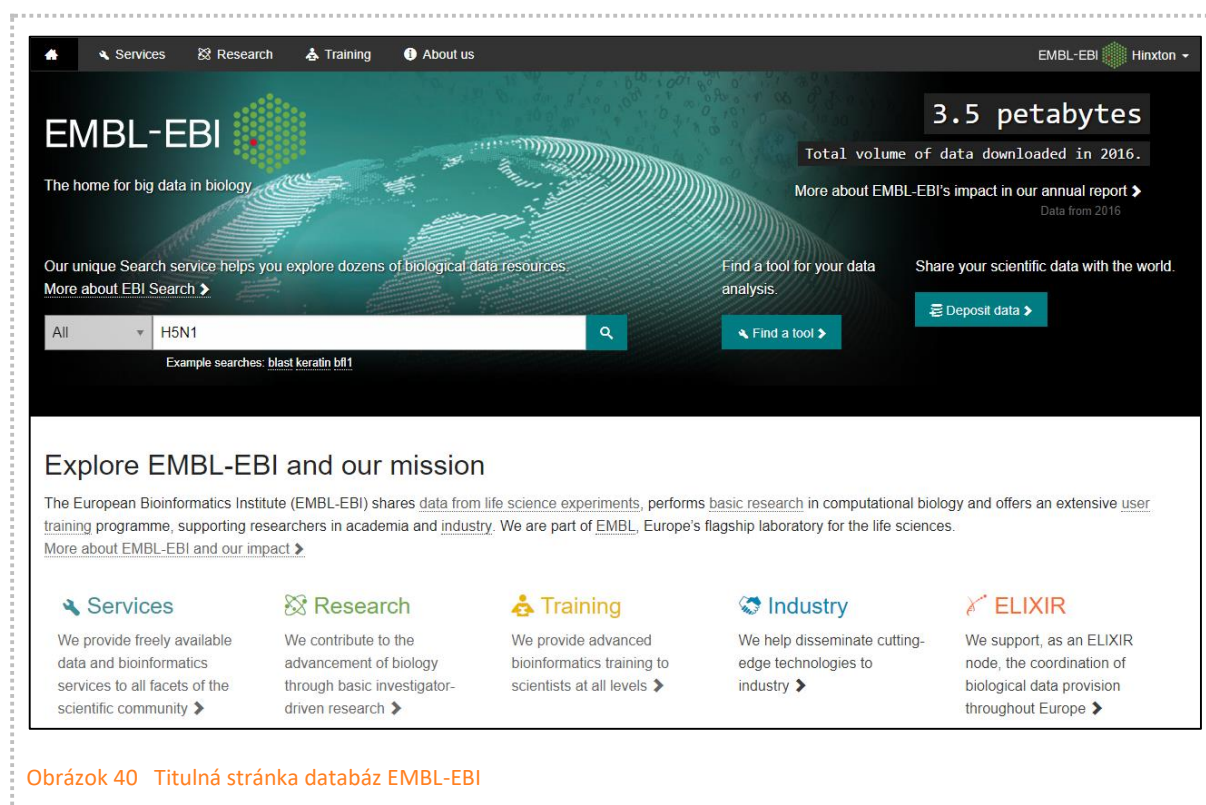 Services Research Training About us EMBL-EBI Hinxton
3.5 petabytes
EMBL-EBI
Total volume of data downloaded in 2016.
The home for big data in biology
More about EMBL-EBI's impact in our annual report
Data from 2016
Our unique Search service helps you explore dozens of biological data resources.
More about EBI Search
All H5N1
Example searches: blast keratin bfl1
Find a tool for your data
analysis.
Find a tool
Share your scientific data with the world.
Deposit data
Explore EMBL-EBI and our mission
The European Bioinformatics Institute (EMBL-EBI) shares data from life science experiments, performs basic research in computational biology and offers an extensive user
training programme, supporting researchers in academia and industry. We are part of EMBL, Europe's flagship laboratory for the life sciences.
More about EMBL-EBI and our impact
Services
We provide freely available
data and bioinformatics
services to all facets of the
scientific community
Research
We contribute to the
advancement of biology
through basic investigator-
driven research
Training
We provide advanced
bioinformatics training to
scientists at all levels
Industry
We help disseminate cutting-
edge technologies to
industry
ELIXIR
We support, as an ELIXIR
node, the coordination of
biological data provision
throughout Europe
Obrázok 40 Titulná stránka databáz EMBL-EBI